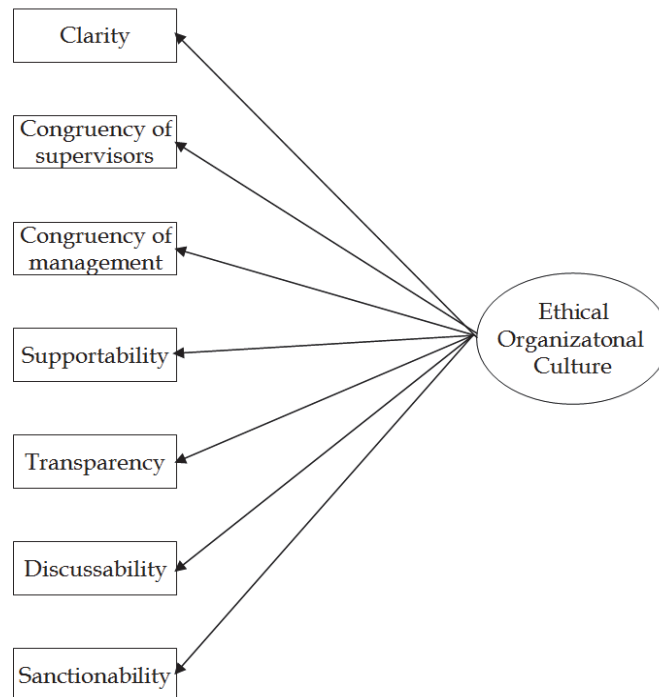 Clarity
Congruency of
supervisors
Congruency of
management
Supportability
Transparency
Discussability
Sanctionability
Ethical
Organizatonal
Culture